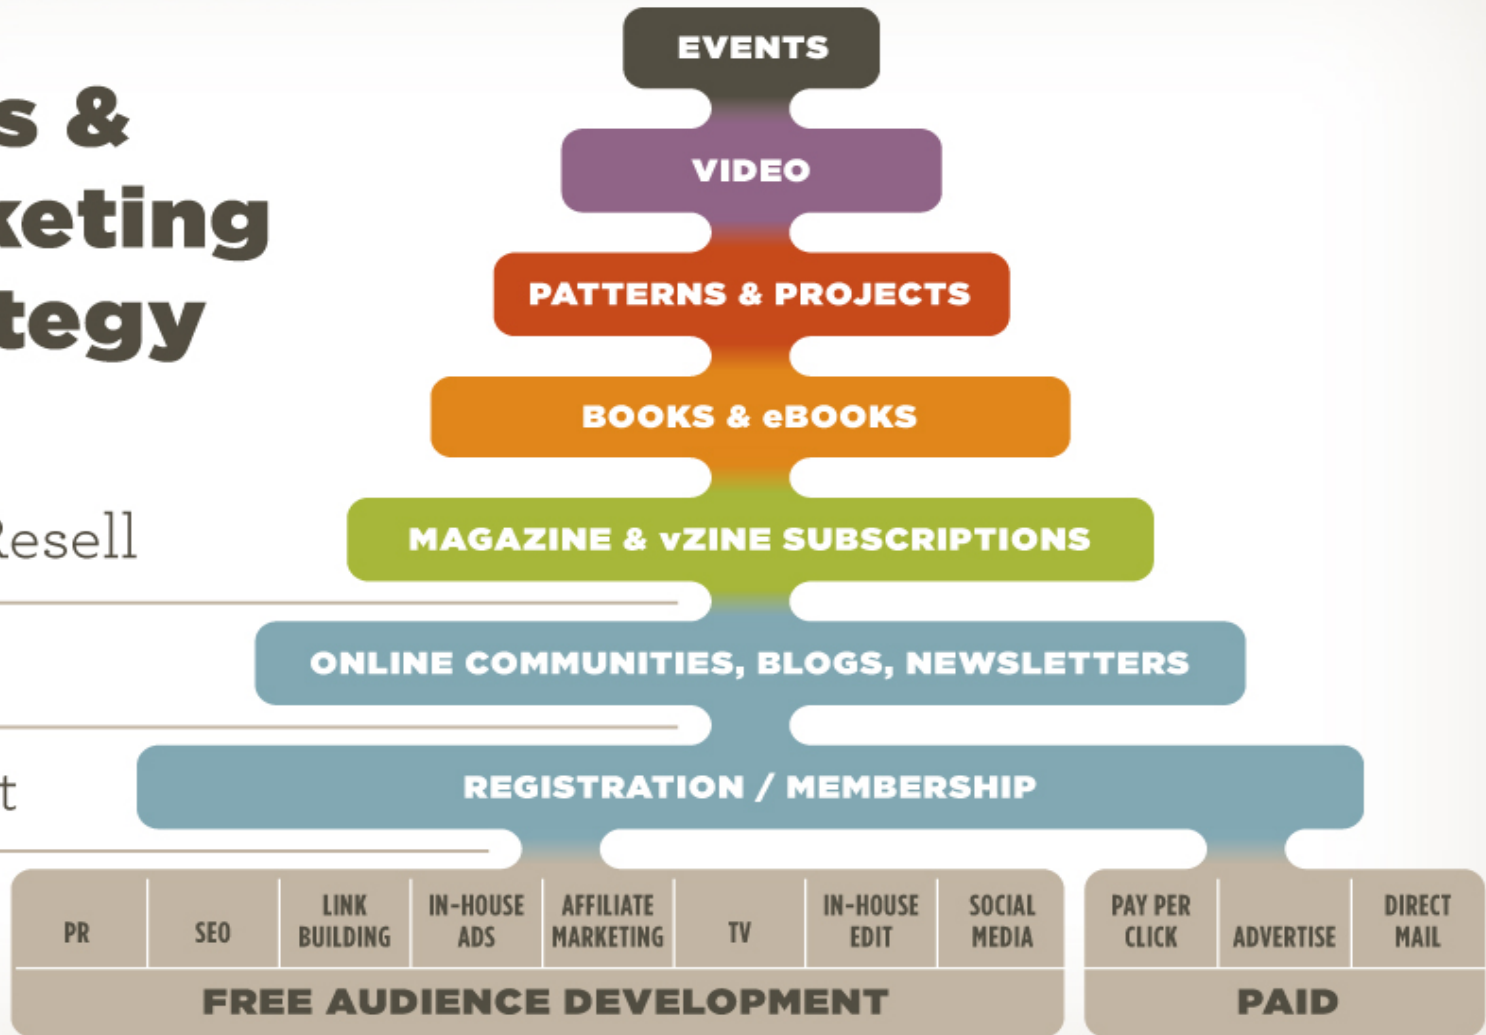 s &
keting
tegy
Resell
t
EVENTS
VIDEO
PATTERNS & PROJECTS
BOOKS & eBOOKS
MAGAZINE & vZINE SUBSCRIPTIONS
ONLINE COMMUNITIES, BLOGS, NEWSLETTERS
REGISTRATION / MEMBERSHIP
PR
SEO
LINK
BUILDING
IN-HOUSE
ADS
AFFILIATE
MARKETING
TV
IN-HOUSE
EDIT
SOCIAL
MEDIA
FREE AUDIENCE DEVELOPMENT
PAY PER
CLICK
ADVERTISE
DIRECT
MAIL
PAID